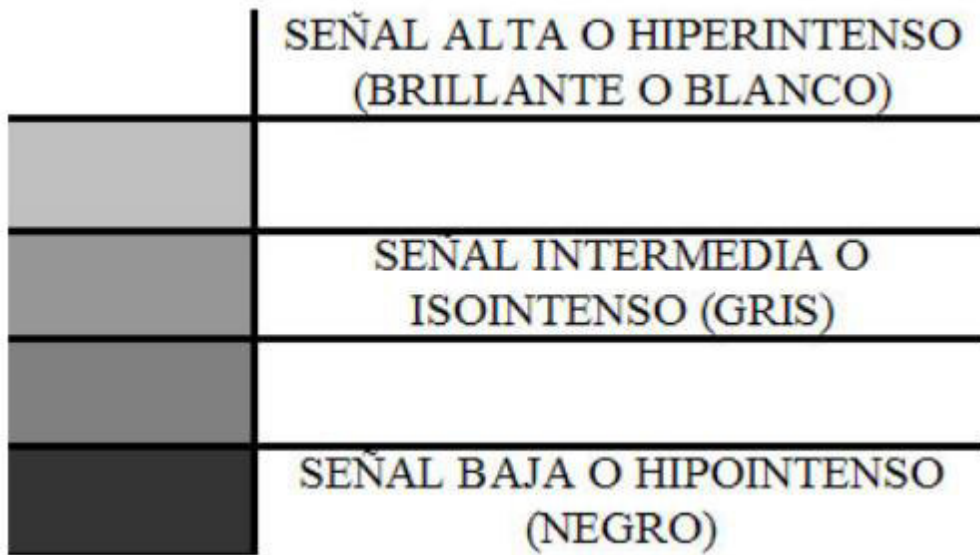 SEÑAL ALTA O HIPERINTENSO
(BRILLANTE O BLANCO)
SEÑAL INTERMEDIA O
ISOINTENSO (GRIS)
SEÑAL BAJA O HIPOINTENSO
(NEGRO)